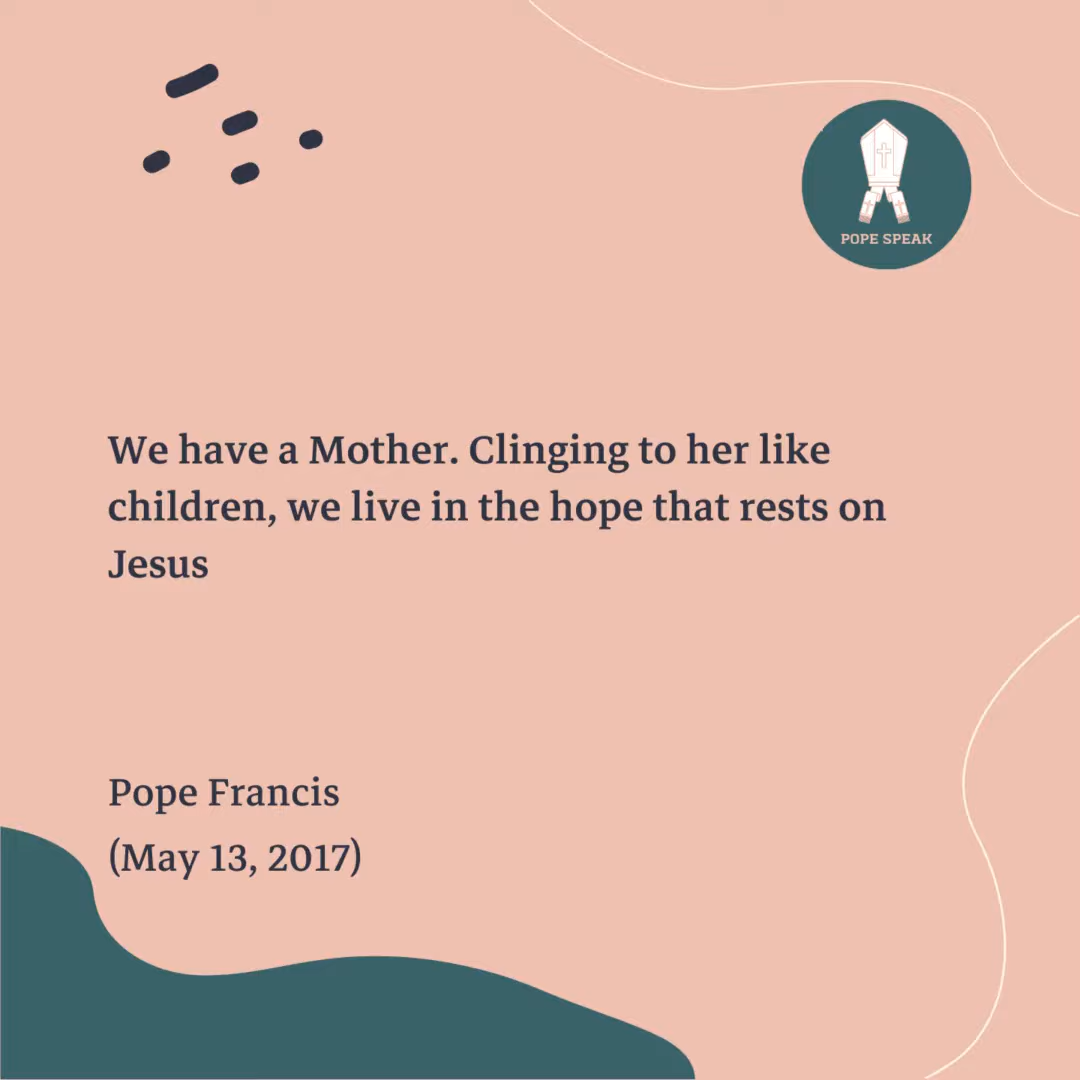 POPE SPEAK
We have a Mother. Clinging to her like
children, we live in the hope that rests on
Jesus
Pope Francis
(May 13, 2017)